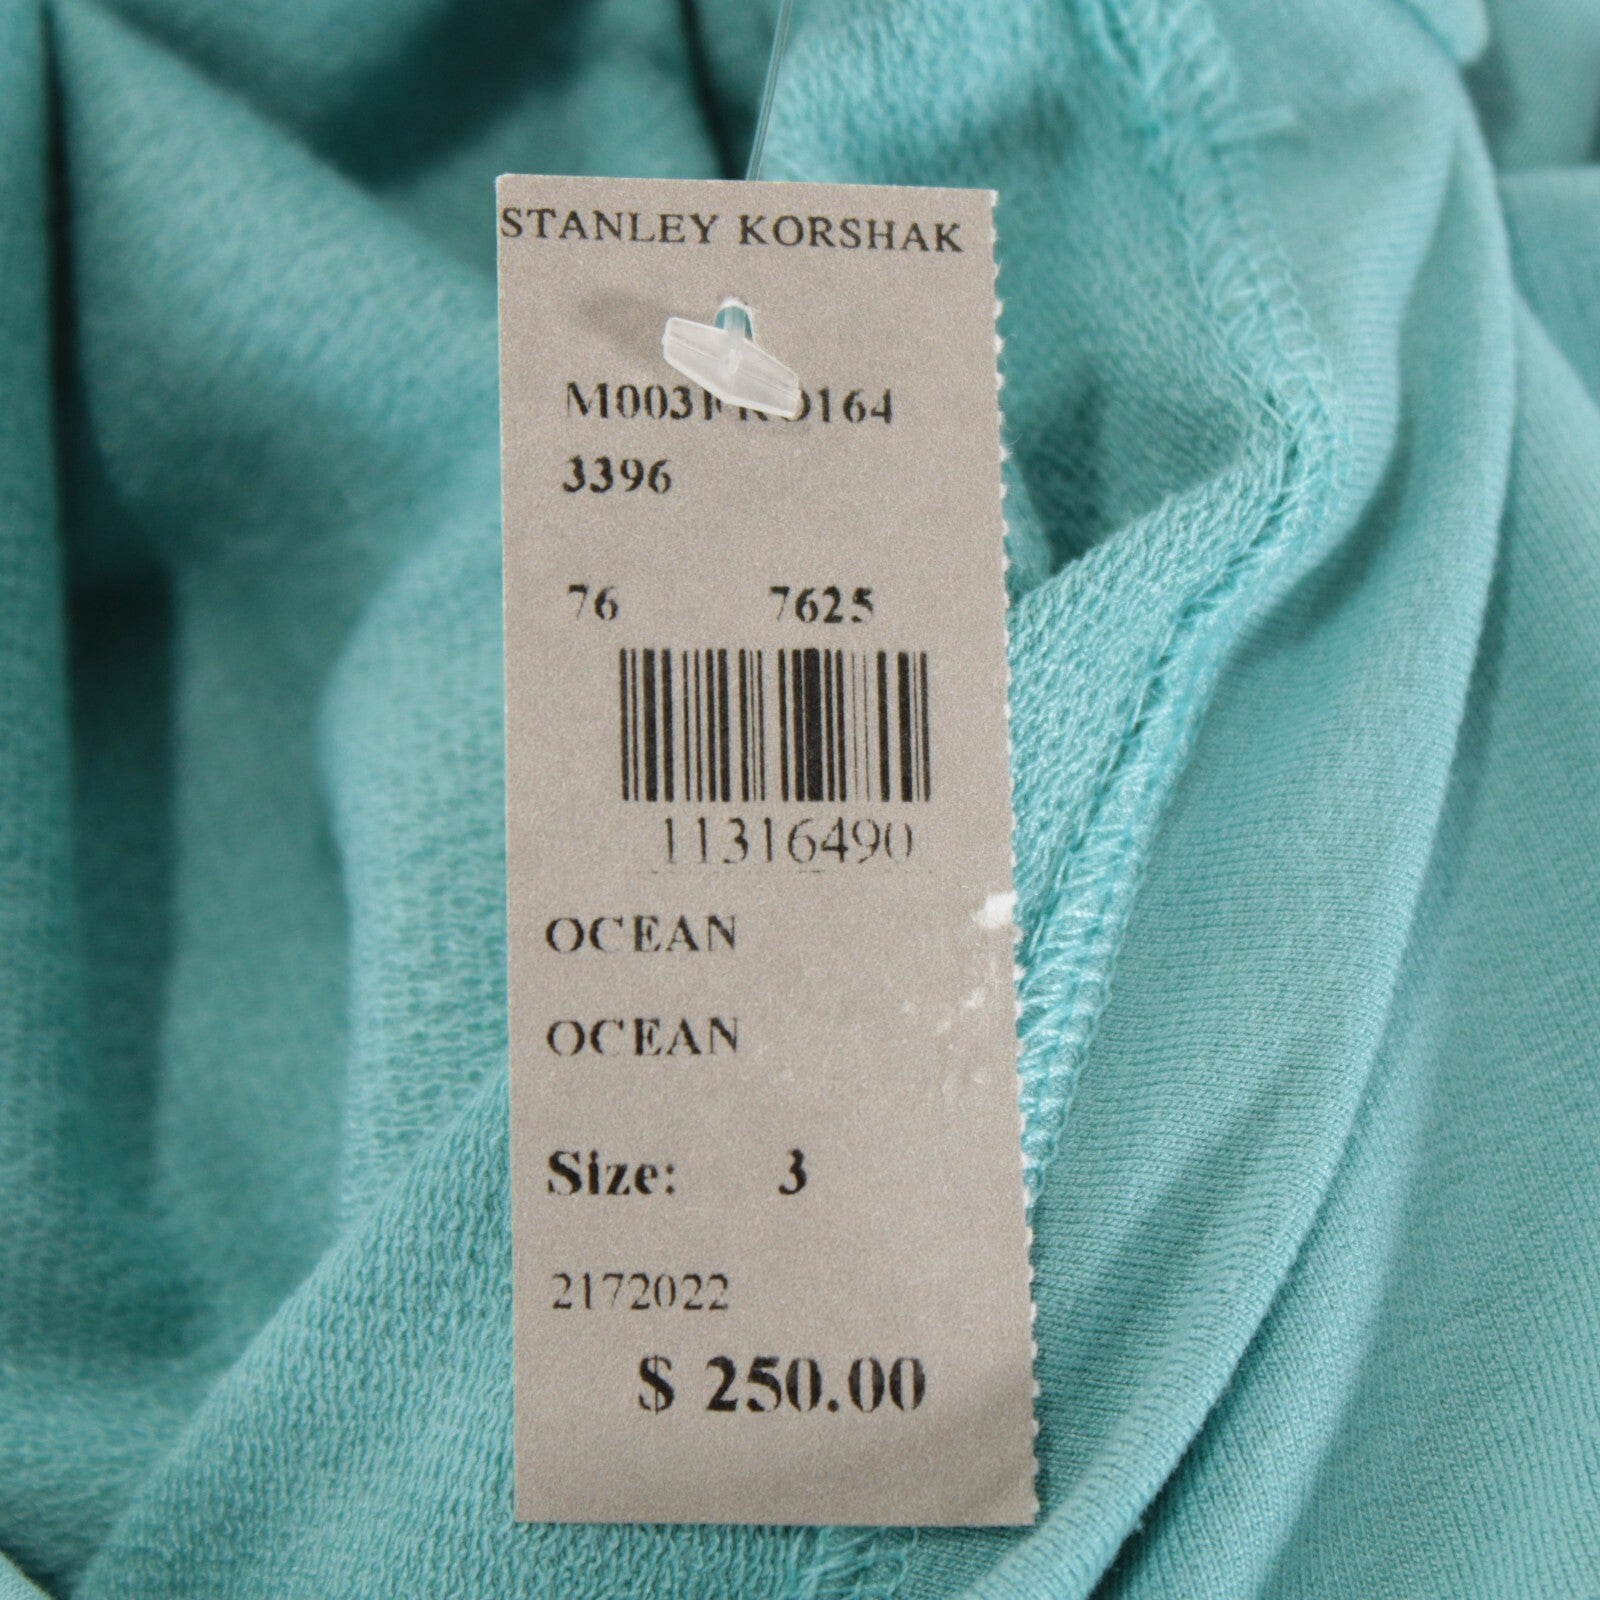 STANLEY KORSHAK
3396
76 7625
11316490
OCEAN
OCEAN
Size: 3
2172022
$ 250.00